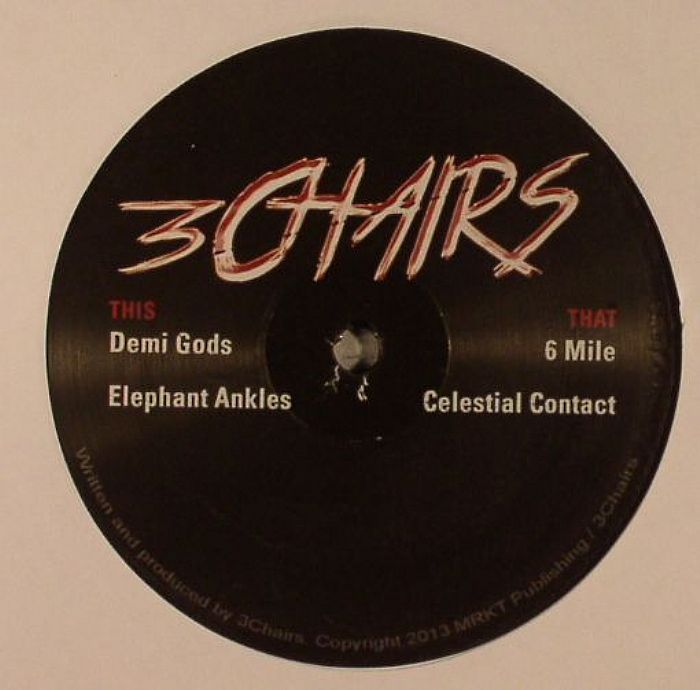 3CHAIRS
THIS
Demi Gods
Elephant Ankles
THAT
6 Mile
Celestial Contact
Written and produced by 3Chairs. Copyright 2013 MRKT Publishing / 3Chairs